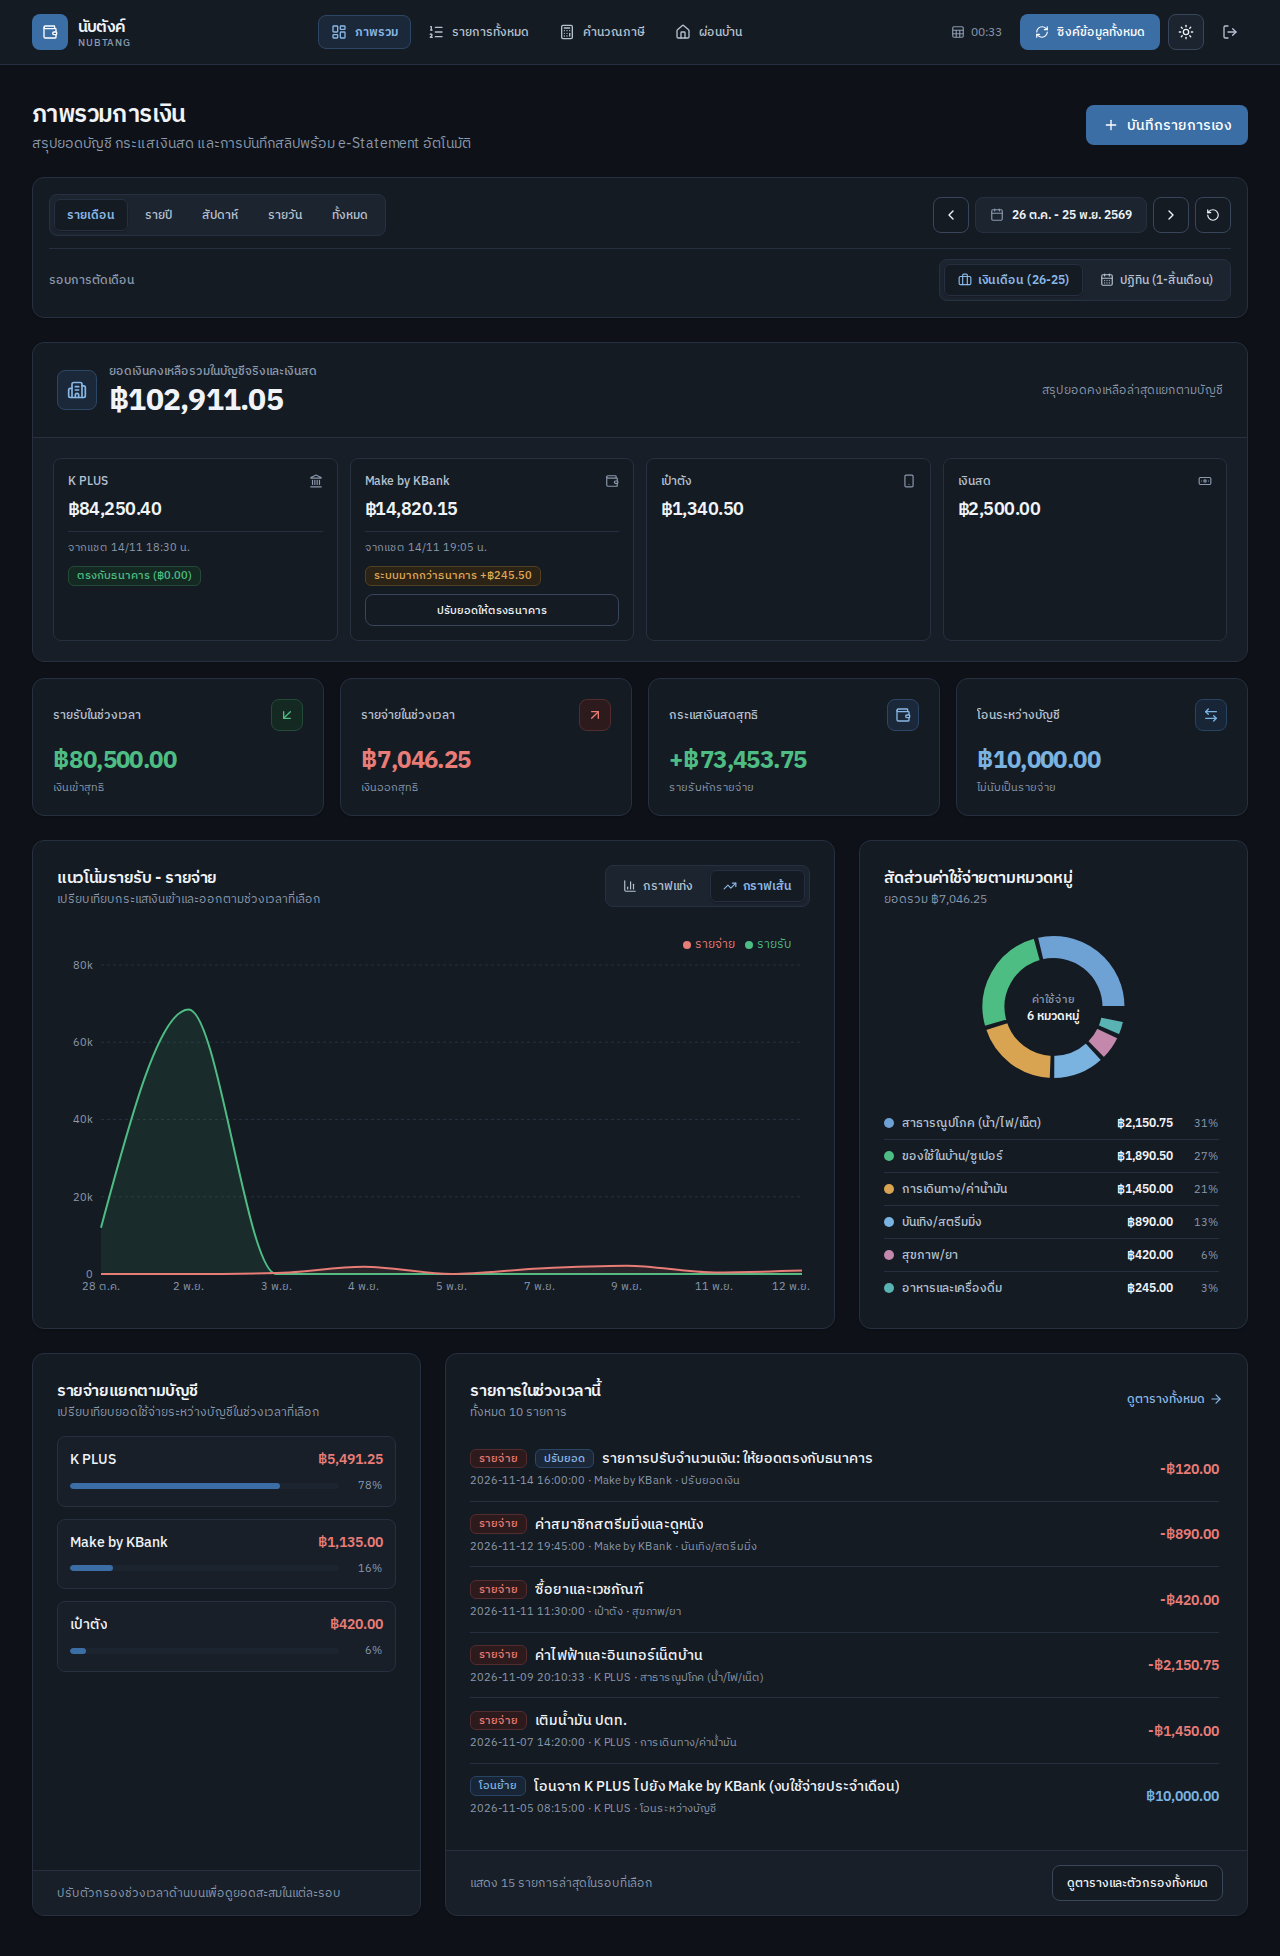 นับตังค์
NUBTANG
ภาพรวม
รายการทั้งหมด
คำนวณภาษี
ผ่อนบ้าน
00:33
ซิงค์ข้อมูลทั้งหมด
ภาพรวมการเงิน
สรุปยอดบัญชี กระแสเงินสด และการบันทึกสลิปพร้อม e-Statement อัตโนมัติ
บันทึกรายการเอง
รายเดือน รายปี สัปดาห์ รายวัน ทั้งหมด
26 ต.ค. - 25 พ.ย. 2569
รอบการตัดเดือน
เงินเดือน (26-25)
ปฏิทิน (1-สิ้นเดือน)
ยอดเงินคงเหลือรวมในบัญชีจริงและเงินสด
฿102,911.05
สรุปยอดคงเหลือล่าสุดแยกตามบัญชี
K PLUS
฿84,250.40
จากแชต 14/11 18:30 น.
ตรงกับธนาคาร (฿0.00)
Make by KBank
฿14,820.15
จากแชต 14/11 19:05 น.
ระบบมากกว่าธนาคาร +฿245.50
ปรับยอดให้ตรงธนาคาร
เป๋าตัง
฿1,340.50
เงินสด
฿2,500.00
รายรับในช่วงเวลา
฿80,500.00
เงินเข้าสุทธิ
รายจ่ายในช่วงเวลา
฿7,046.25
เงินออกสุทธิ
กระแสเงินสดสุทธิ
+฿73,453.75
รายรับหักรายจ่าย
โอนระหว่างบัญชี
฿10,000.00
ไม่นับเป็นรายจ่าย
แนวโน้มรายรับ - รายจ่าย
เปรียบเทียบกระแสเงินเข้าและออกตามช่วงเวลาที่เลือก
กราฟแท่ง
กราฟเส้น
รายจ่าย รายรับ
80k
60k
40k
20k
0
28 ต.ค. 2 พ.ย. 3 พ.ย. 4 พ.ย. 5 พ.ย. 7 พ.ย. 9 พ.ย. 11 พ.ย. 12 พ.ย.
สัดส่วนค่าใช้จ่ายตามหมวดหมู่
ยอดรวม ฿7,046.25
ค่าใช้จ่าย
6 หมวดหมู่
สาธารณูปโภค (น้ำ/ไฟ/เน็ต) ฿2,150.75 31%
ของใช้ในบ้าน/ซูเปอร์ ฿1,890.50 27%
การเดินทาง/ค่าน้ำมัน ฿1,450.00 21%
บันเทิง/สตรีมมิ่ง ฿890.00 13%
สุขภาพ/ยา ฿420.00 6%
อาหารและเครื่องดื่ม ฿245.00 3%
รายจ่ายแยกตามบัญชี
เปรียบเทียบยอดใช้จ่ายระหว่างบัญชีในช่วงเวลาที่เลือก
K PLUS ฿5,491.25
78%
Make by KBank ฿1,135.00
16%
เป๋าตัง ฿420.00
6%
ปรับตัวกรองช่วงเวลาด้านบนเพื่อดูยอดสะสมในแต่ละรอบ
รายการในช่วงเวลานี้
ทั้งหมด 10 รายการ
ดูตารางทั้งหมด
รายจ่าย ปรับยอด รายการปรับจำนวนเงิน: ให้ยอดตรงกับธนาคาร
2026-11-14 16:00:00 · Make by KBank · ปรับยอดเงิน
-฿120.00
รายจ่าย ค่าสมาชิกสตรีมมิ่งและดูหนัง
2026-11-12 19:45:00 · Make by KBank · บันเทิง/สตรีมมิ่ง
-฿890.00
รายจ่าย ซื้อยาและเวชภัณฑ์
2026-11-11 11:30:00 · เป๋าตัง · สุขภาพ/ยา
-฿420.00
รายจ่าย ค่าไฟฟ้าและอินเทอร์เน็ตบ้าน
2026-11-09 20:10:33 · K PLUS · สาธารณูปโภค (น้ำ/ไฟ/เน็ต)
-฿2,150.75
รายจ่าย เติมน้ำมัน ปตท.
2026-11-07 14:20:00 · K PLUS · การเดินทาง/ค่าน้ำมัน
-฿1,450.00
โอนย้าย โอนจาก K PLUS ไปยัง Make by KBank (งบใช้จ่ายประจำเดือน)
2026-11-05 08:15:00 · K PLUS · โอนระหว่างบัญชี
฿10,000.00
แสดง 15 รายการล่าสุดในรอบที่เลือก
ดูตารางและตัวกรองทั้งหมด